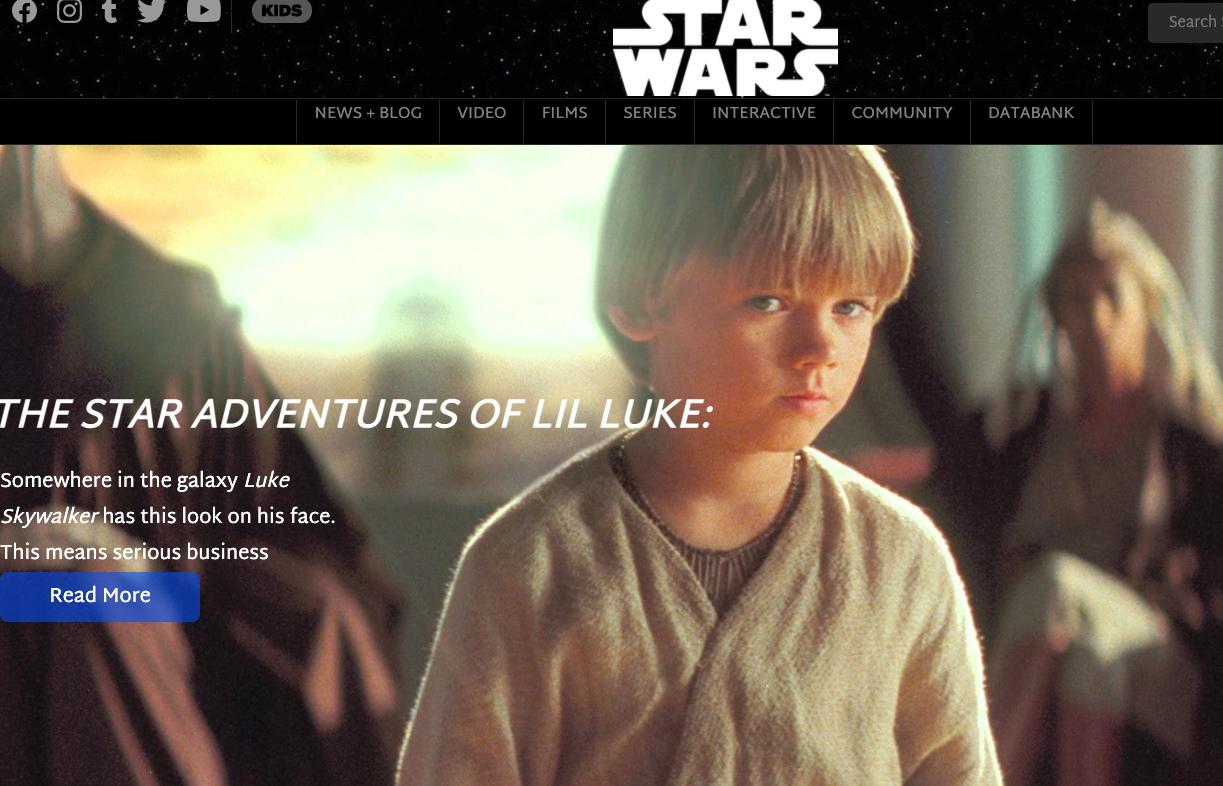 KIDS
STAR
WARS
Search
NEWS + BLOG VIDEO FILMS SERIES INTERACTIVE COMMUNITY DATABANK
THE STAR ADVENTURES OF LIL LUKE:
Somewhere in the galaxy Luke
Skywalker has this look on his face.
This means serious business
Read More